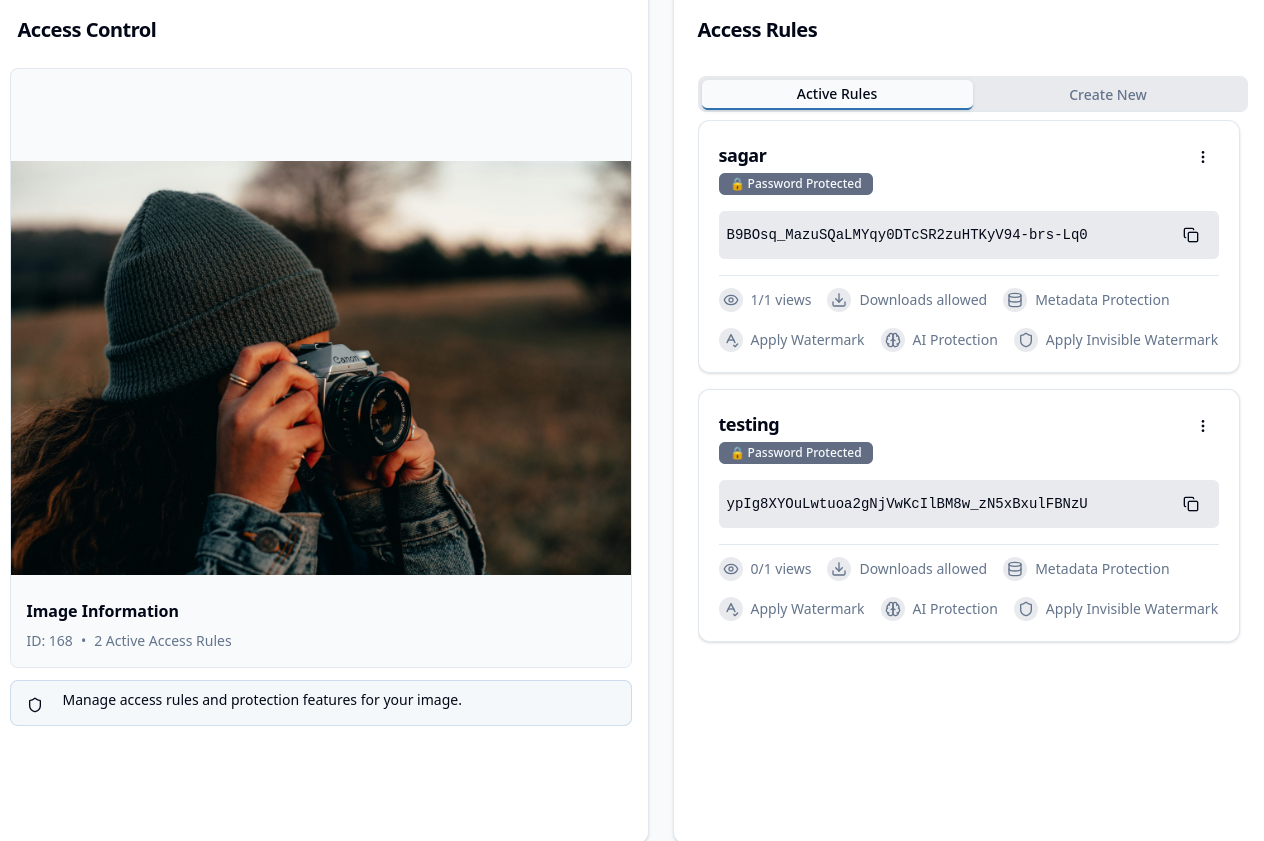 Access Control
Canon
Image Information
ID: 168 • 2 Active Access Rules
Manage access rules and protection features for your image.
Access Rules
Active Rules
Create New
sagar
🔒 Password Protected
B9BOsq_MazuSQaLMYqy0DTcSR2zuHTKyV94-brs-Lq0
1/1 views Downloads allowed Metadata Protection
Apply Watermark AI Protection Apply Invisible Watermark
testing
🔒 Password Protected
ypIg8XYOuLwtuoa2gNjVwKcIlBM8w_zN5xBxulFBNzU
0/1 views Downloads allowed Metadata Protection
Apply Watermark AI Protection Apply Invisible Watermark